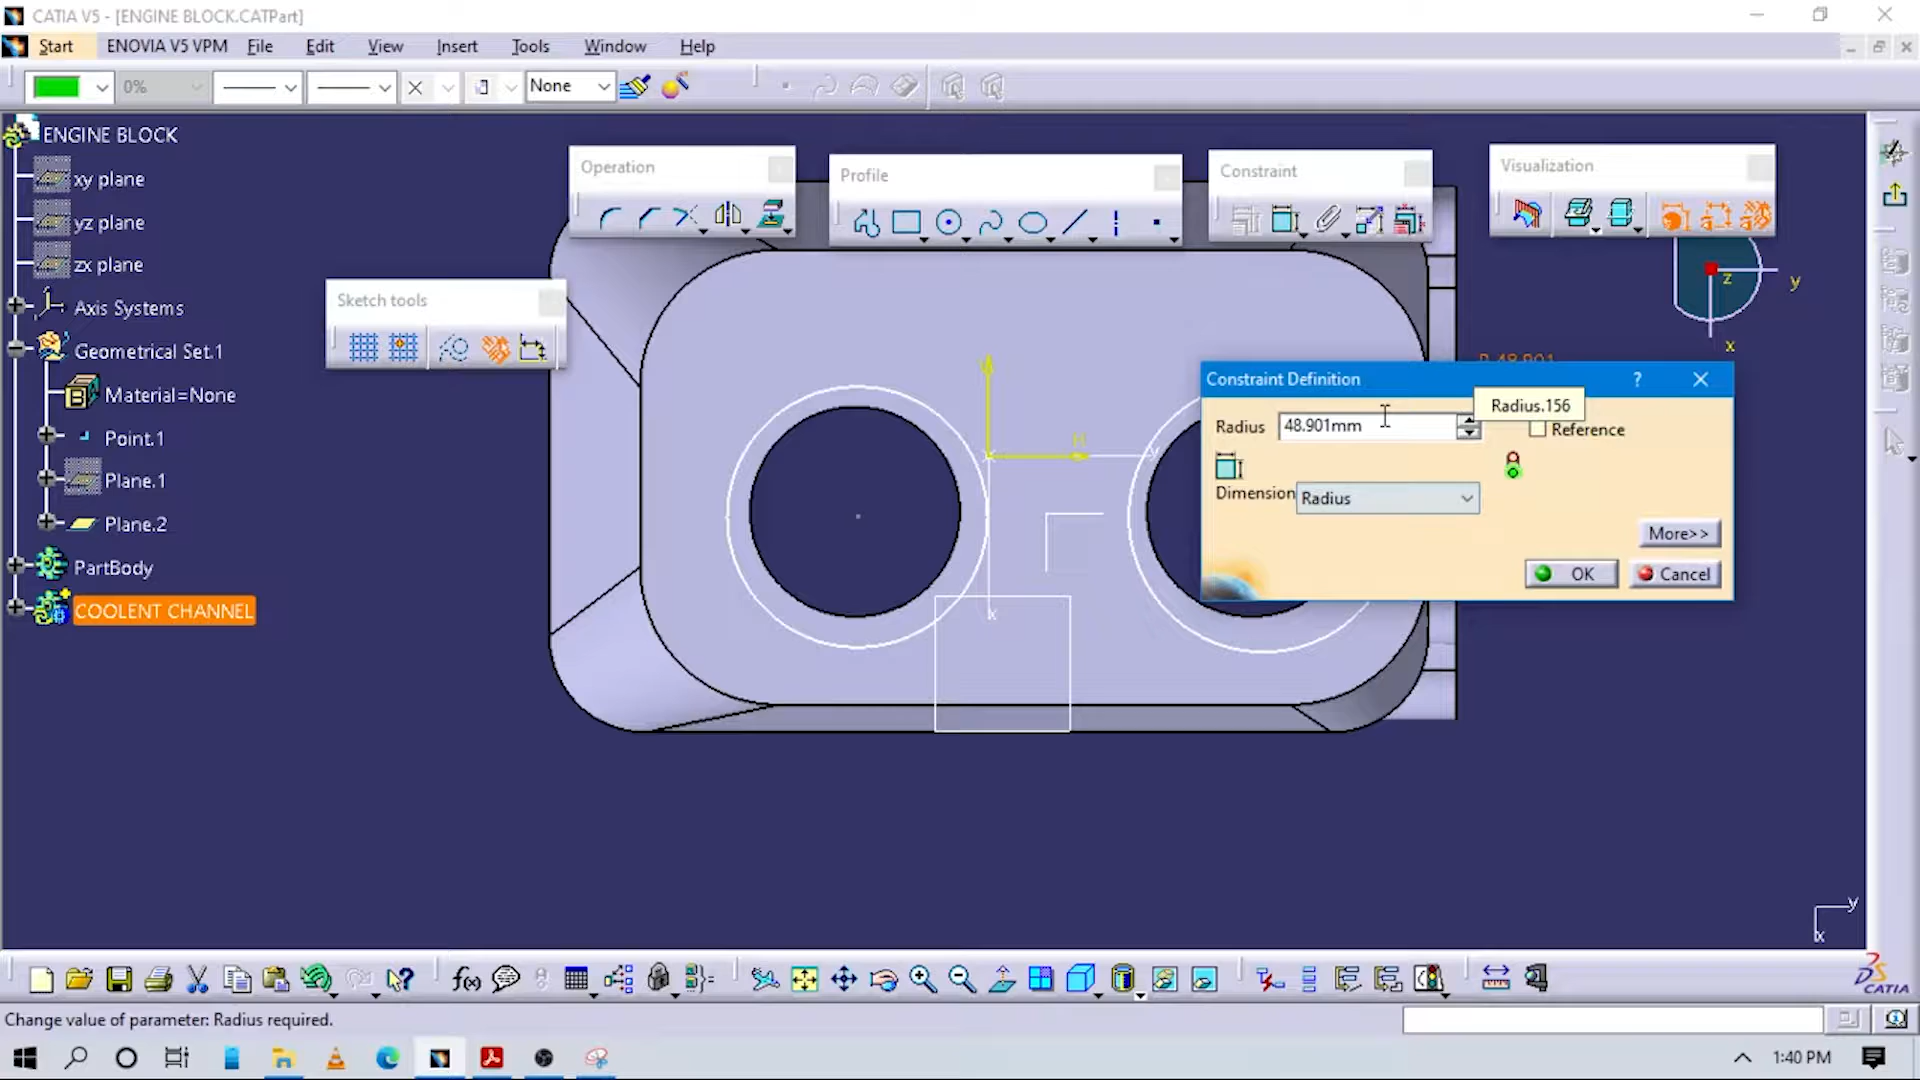 CATIA V5 - [ENGINE BLOCK.CATPart]
Start ENOVIA V5 VPM File Edit View Insert Tools Window Help
0% None
ENGINE BLOCK
xy plane
yz plane
zx plane
Axis Systems
Geometrical Set.1
Material=None
Point.1
Plane.1
Plane.2
PartBody
COOLENT CHANNEL
Operation
Profile
Constraint
Visualization
Sketch tools
z
y
x
H
y
x
R 48.901
Constraint Definition
?
Radius 48.901mm
Radius.156
Reference
Dimension Radius
More>>
OK Cancel
y
x
f(x)
CATIA
Change value of parameter: Radius required.
1:40 PM